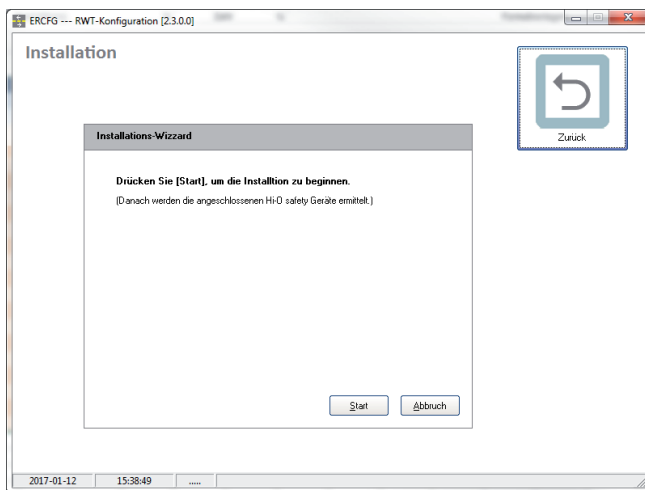 ERCFG --- RWT-Konfiguration [2.3.0.0]
Installation
Zurück
Installations-Wizzard
Drücken Sie [Start], um die Installtion zu beginnen.
(Danach werden die angeschlossenen Hi-O safety Geräte ermittelt.)
Start
Abbruch
2017-01-12
15:38:49
.....